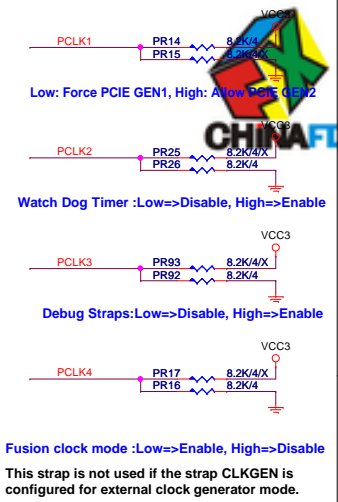 VCC3
PCLK1 PR14 8.2K/4
PR15 8.2K/4/X
Low: Force PCIE GEN1, High: Allow PCIE GEN2
CHINAFI
VCC3
PCLK2 PR25 8.2K/4/X
PR26 8.2K/4
Watch Dog Timer :Low=>Disable, High=>Enable
VCC3
PCLK3 PR93 8.2K/4/X
PR92 8.2K/4
Debug Straps:Low=>Disable, High=>Enable
VCC3
PCLK4 PR17 8.2K/4/X
PR16 8.2K/4
Fusion clock mode :Low=>Enable, High=>Disable
This strap is not used if the strap CLKGEN is
configured for external clock generator mode.